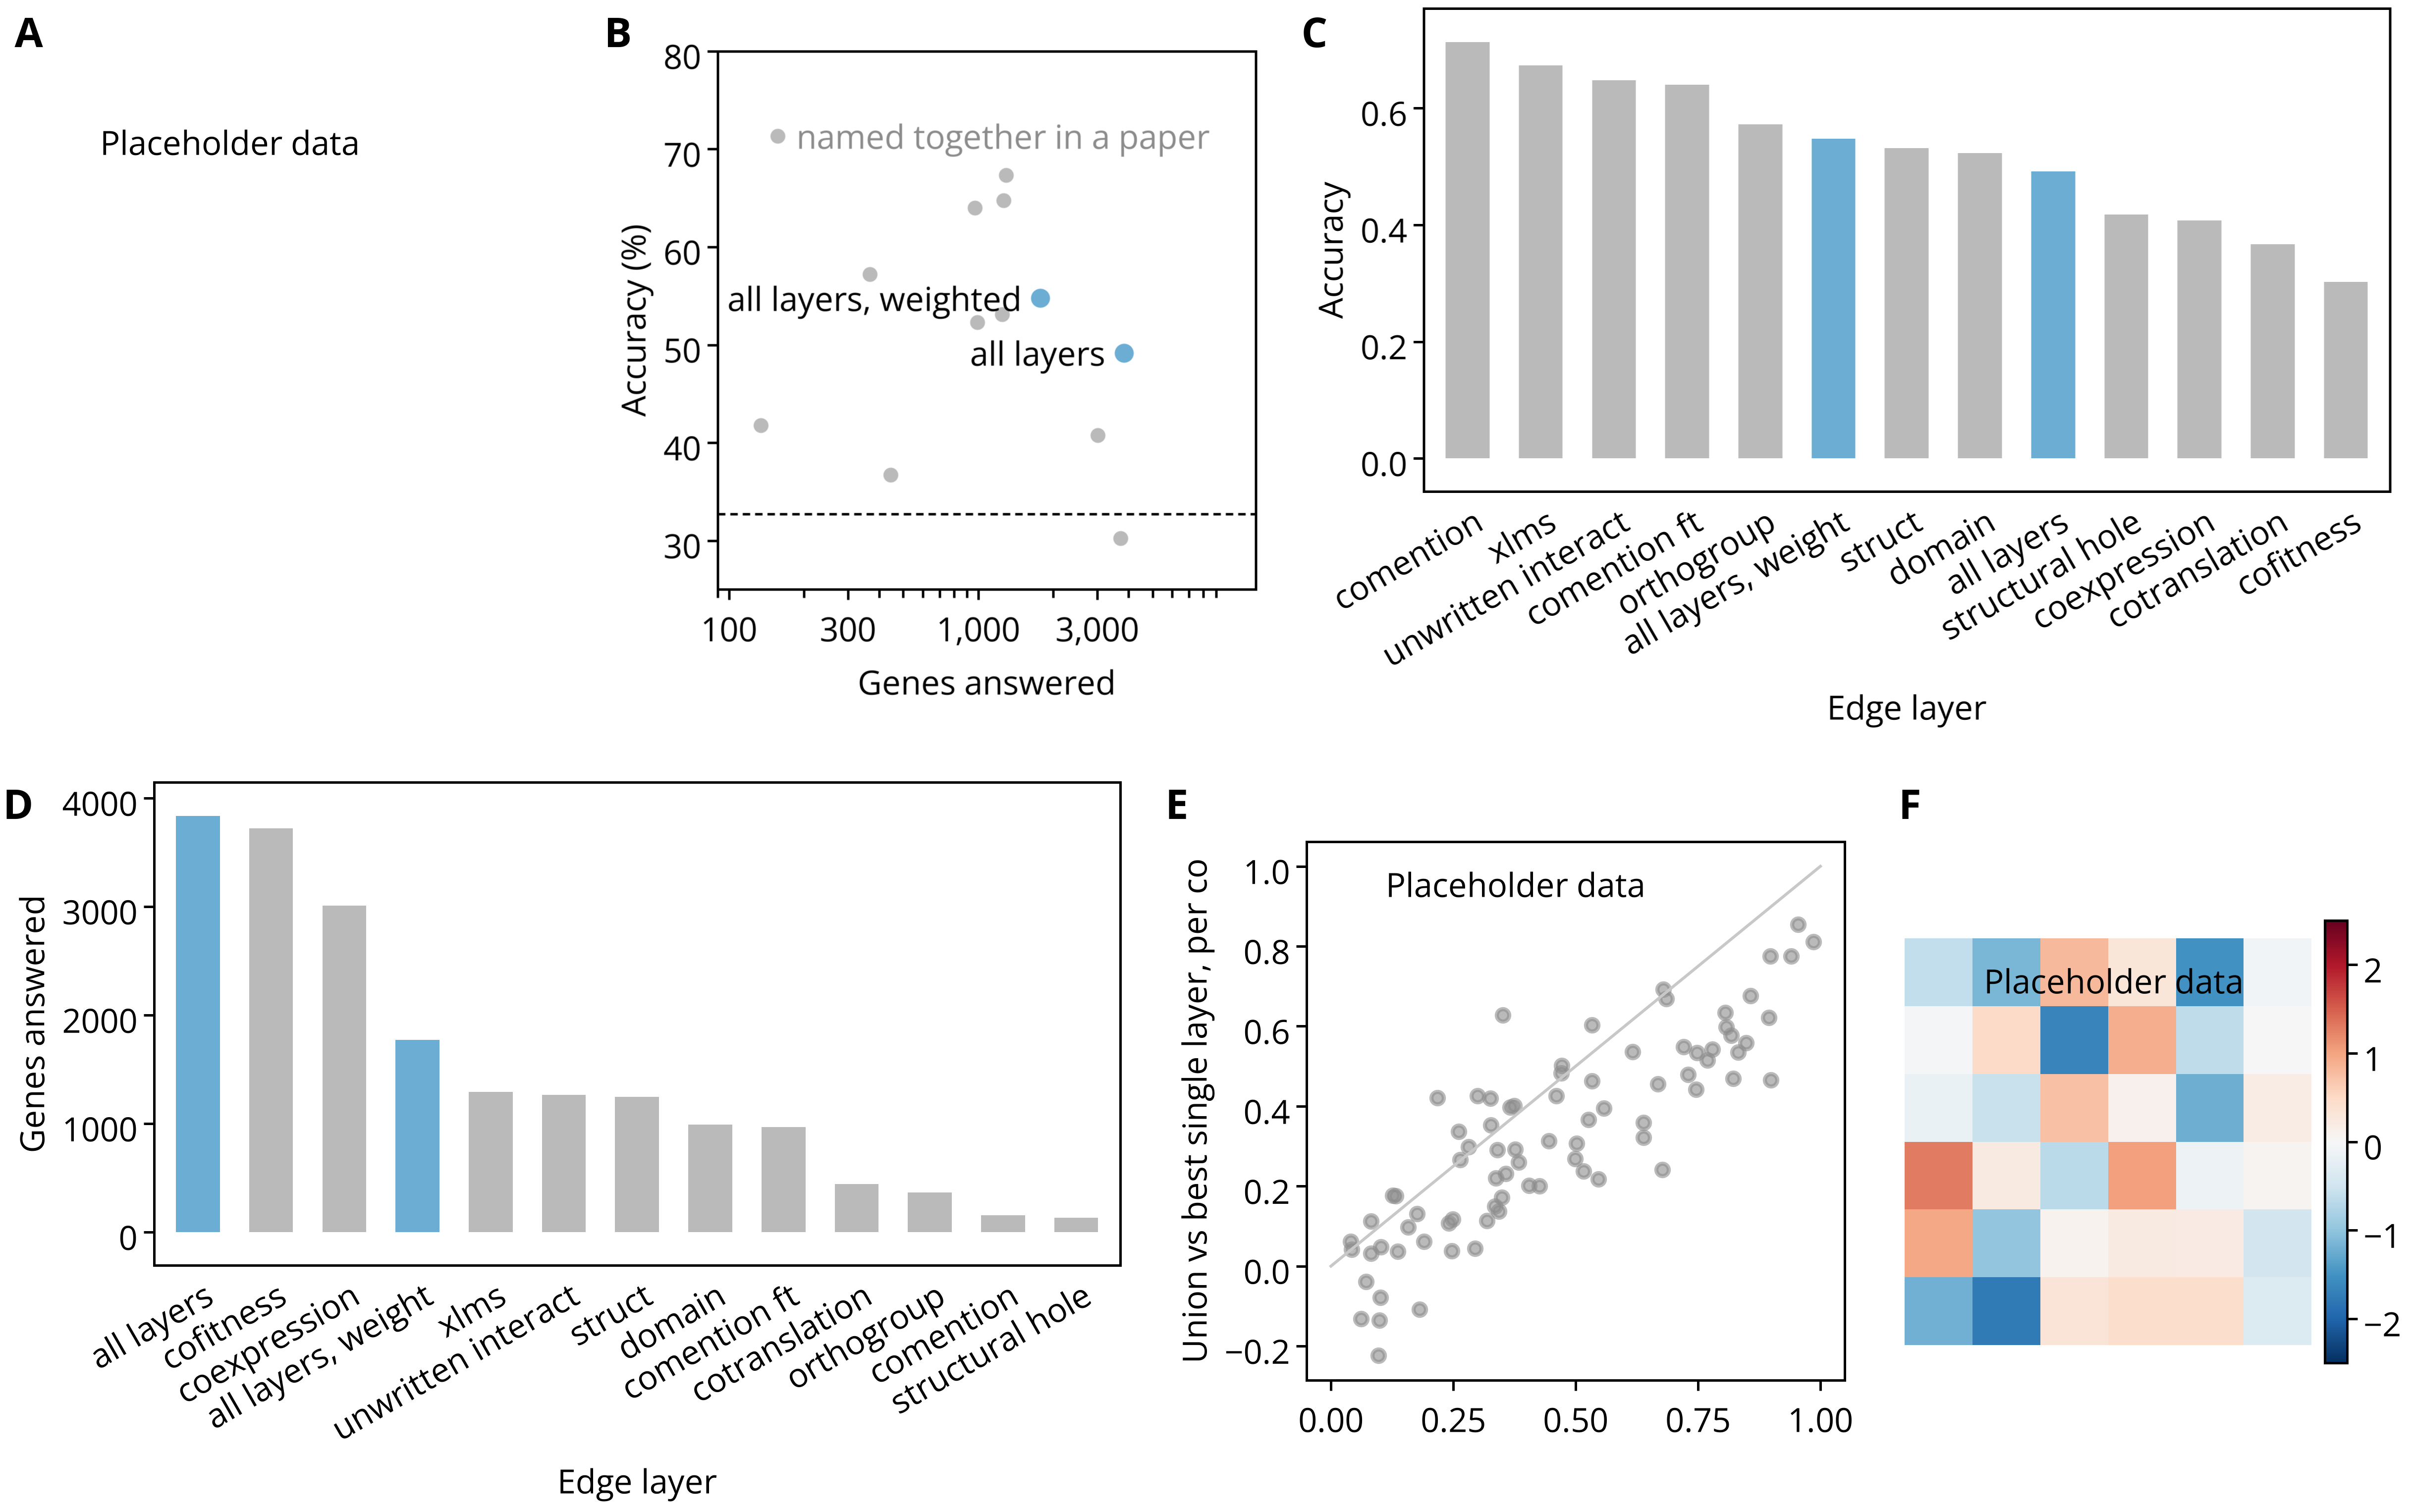 A
Placeholder data
B
80
70
60
50
40
30
Accuracy (%)
named together in a paper
all layers, weighted
all layers
100 300 1,000 3,000
Genes answered
C
0.6
0.4
0.2
0.0
Accuracy
comention
xlms
unwritten interact
comention ft
orthogroup
all layers, weight
struct
domain
all layers
structural hole
coexpression
cotranslation
cofitness
Edge layer
D
4000
3000
2000
1000
0
Genes answered
all layers
cofitness
coexpression
all layers, weight
xlms
unwritten interact
struct
domain
comention ft
cotranslation
orthogroup
comention
structural hole
Edge layer
E
Placeholder data
1.0
0.8
0.6
0.4
0.2
0.0
−0.2
Union vs best single layer, per co
0.00 0.25 0.50 0.75 1.00
F
Placeholder data
2
1
0
−1
−2